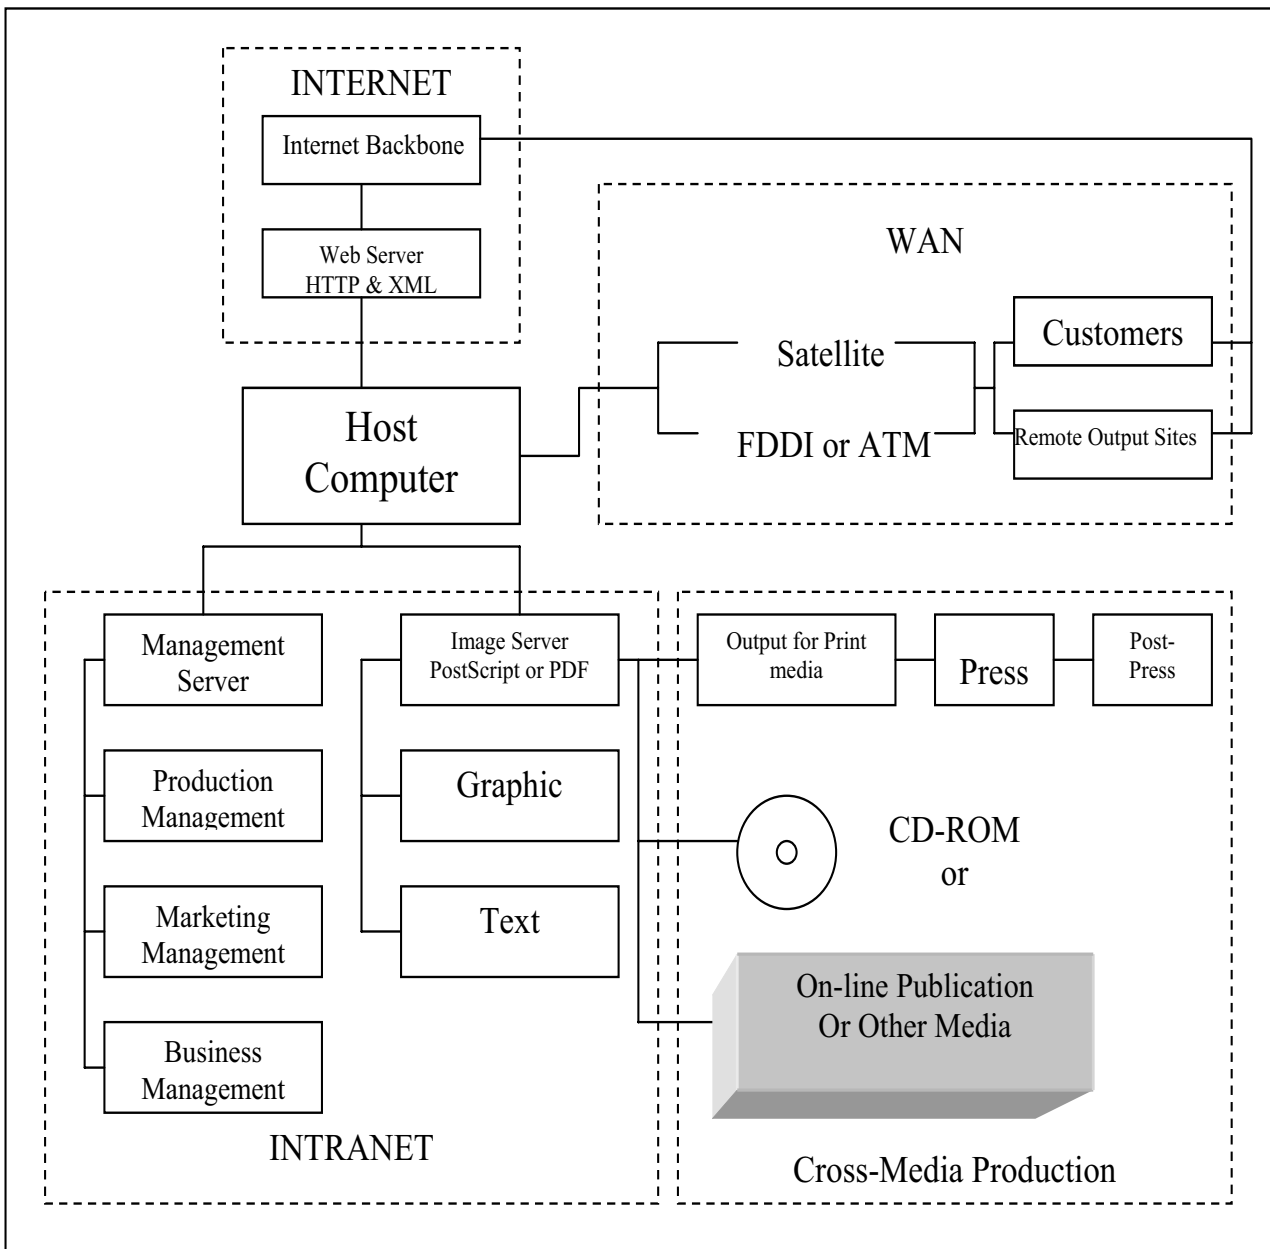 INTERNET
Internet Backbone
Web Server
HTTP & XML
WAN
Customers
Satellite
Host
Computer
FDDI or ATM
Remote Output Sites
Management
Server
Image Server
PostScript or PDF
Output for Print
media
Press
Post-
Press
Production
Management
Graphic
CD-ROM
or
Marketing
Management
Text
On-line Publication
Or Other Media
Business
Management
INTRANET
Cross-Media Production